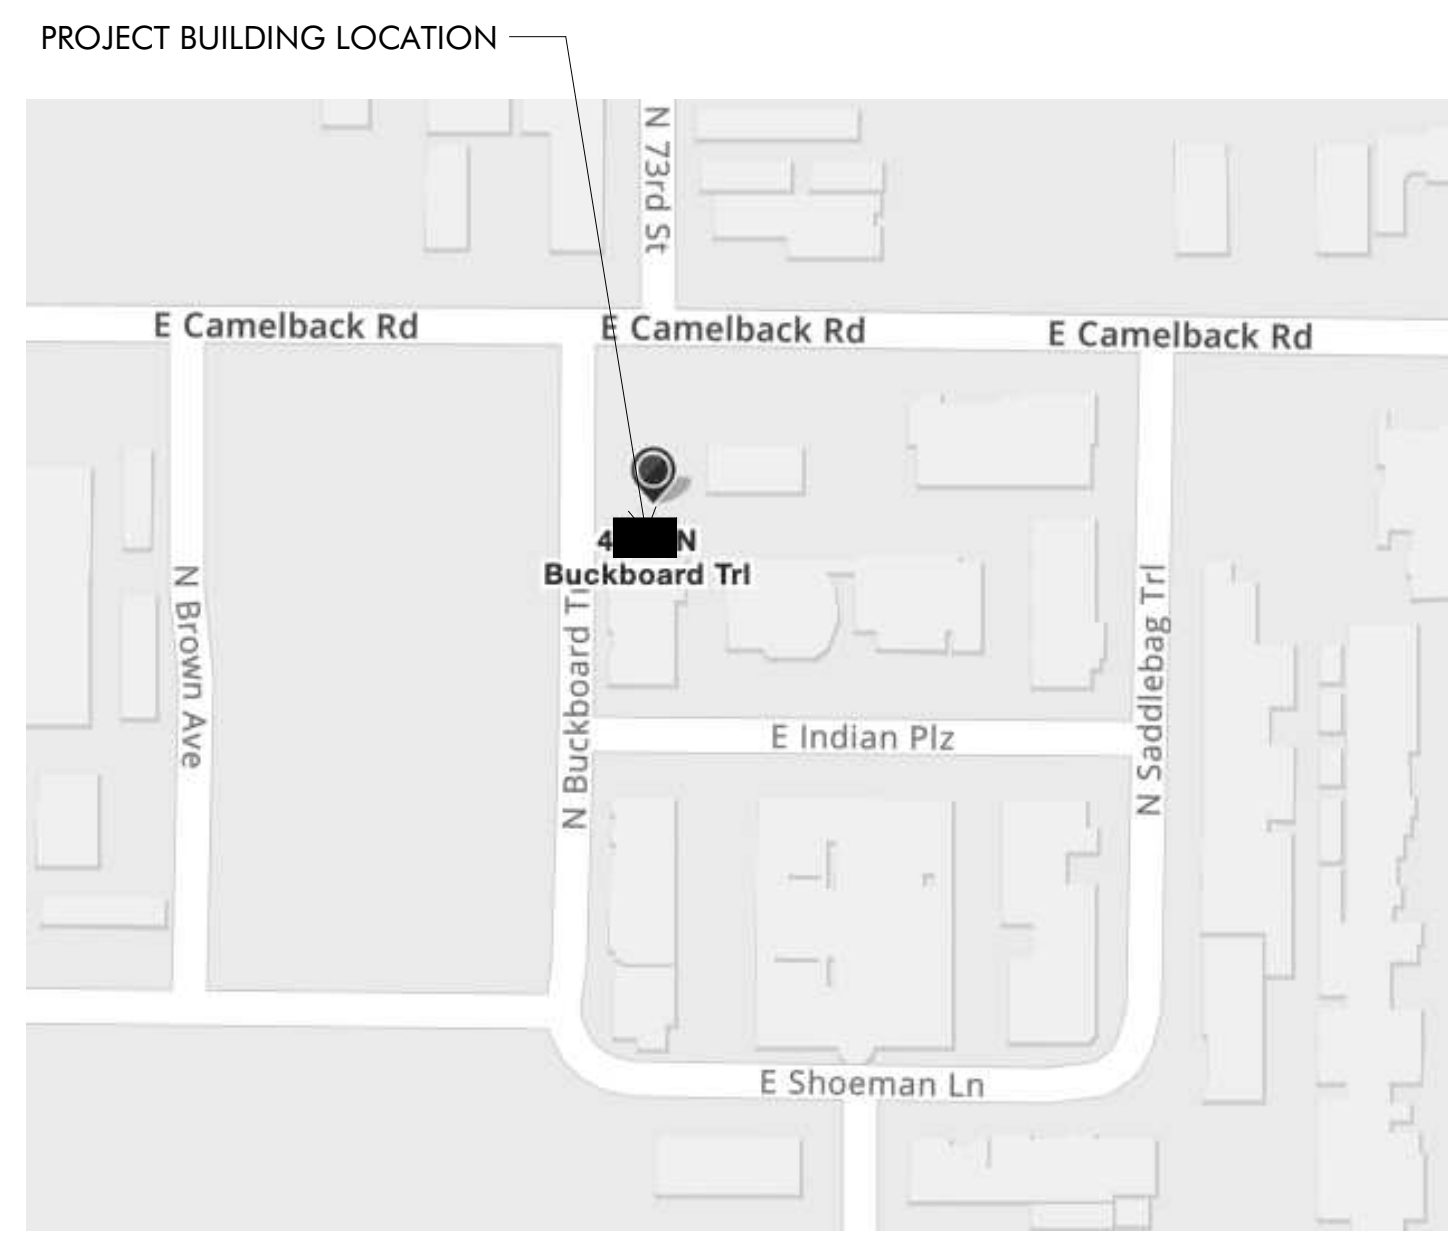 PROJECT BUILDING LOCATION
N 73rd St
E Camelback Rd
E Camelback Rd
E Camelback Rd
4 N
Buckboard Trl
N Brown Ave
N Buckboard Trl
N Saddlebag Trl
E Indian Plz
E Shoeman Ln